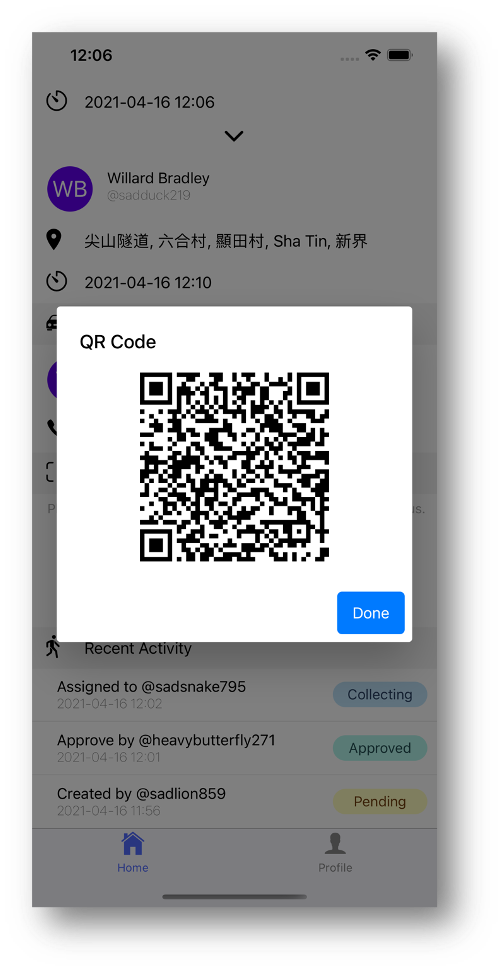 12:06
2021-04-16 12:06
WB
Willard Bradley
@sadduck219
尖山隧道, 六合村, 顯田村, Sha Tin, 新界
2021-04-16 12:10
QR Code
Done
Recent Activity
Assigned to @sadsnake795
Collecting
2021-04-16 12:02
Approve by @heavybutterfly271
Approved
2021-04-16 12:01
Created by @sadlion859
Pending
2021-04-16 11:56
Home
Profile